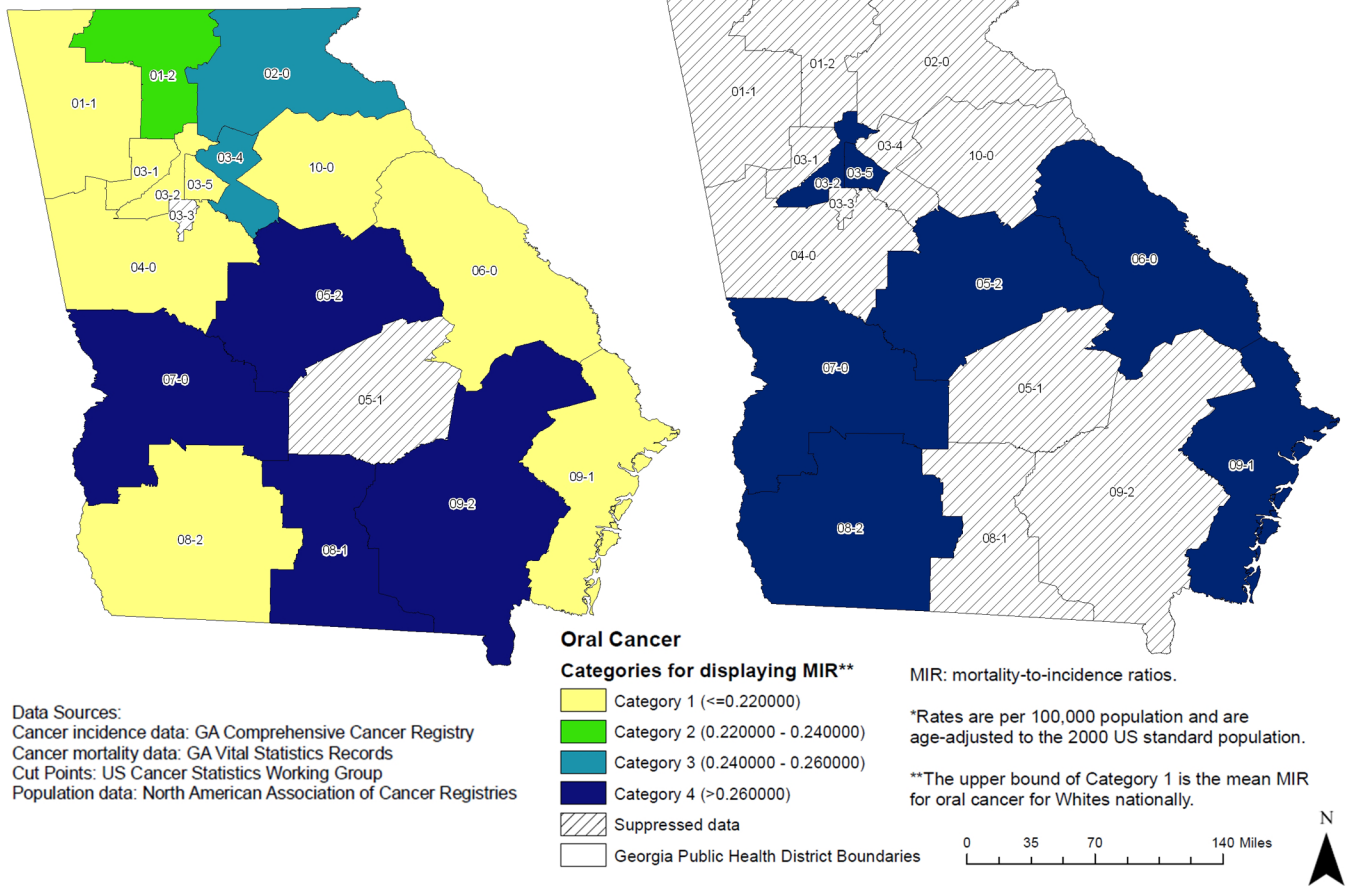 01-2
02-0
01-1
03-4
03-1
10-0
03-5
03-2
03-3
04-0
06-0
05-2
07-0
05-1
09-1
09-2
08-2
08-1
01-2
02-0
01-1
03-4
03-1
10-0
03-5
03-2
03-3
04-0
06-0
05-2
07-0
05-1
09-1
09-2
08-2
08-1
Oral Cancer
Categories for displaying MIR**
Category 1 (<=0.220000)
Category 2 (0.220000 - 0.240000)
Category 3 (0.240000 - 0.260000)
Category 4 (>0.260000)
Suppressed data
Georgia Public Health District Boundaries
Data Sources:
Cancer incidence data: GA Comprehensive Cancer Registry
Cancer mortality data: GA Vital Statistics Records
Cut Points: US Cancer Statistics Working Group
Population data: North American Association of Cancer Registries
MIR: mortality-to-incidence ratios.
*Rates are per 100,000 population and are
age-adjusted to the 2000 US standard population.
**The upper bound of Category 1 is the mean MIR
for oral cancer for Whites nationally.
0 35 70 140 Miles
N